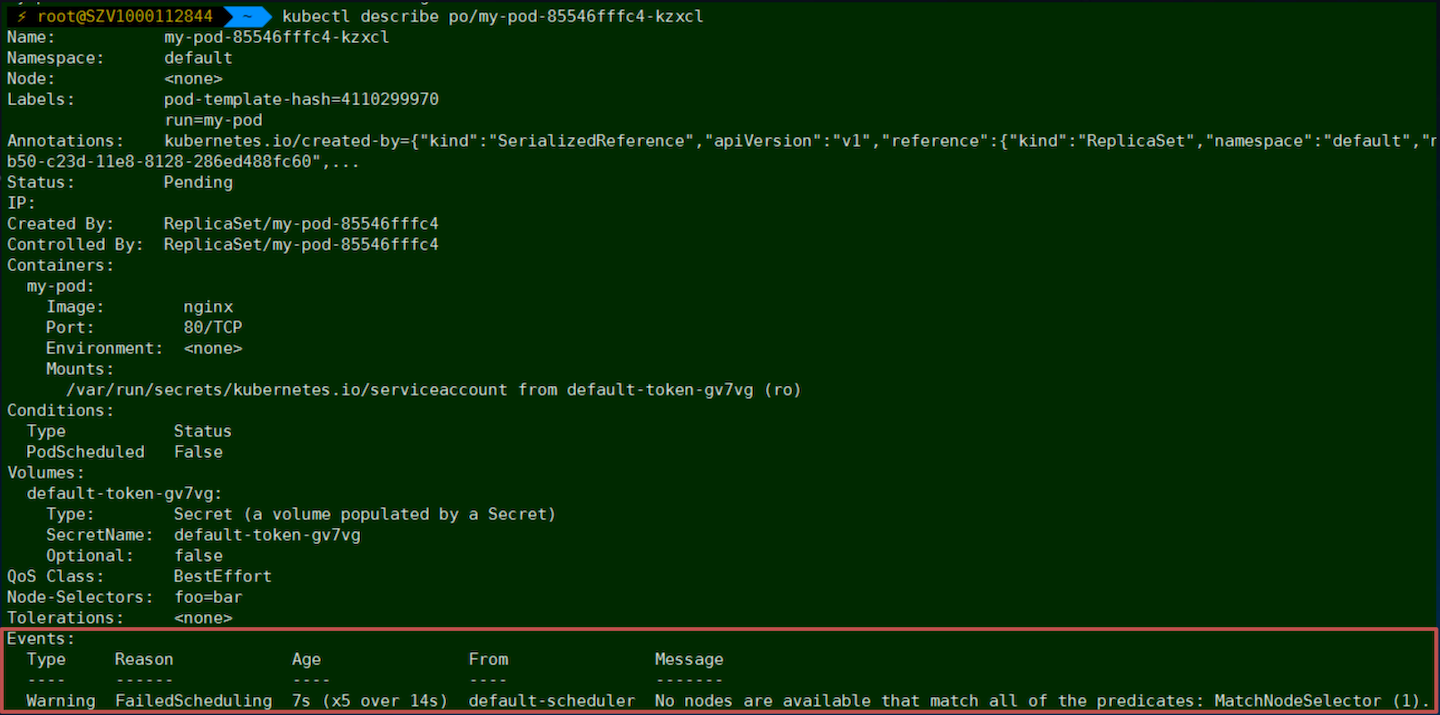 ⚡ root@SZV1000112844 ~ kubectl describe po/my-pod-85546fffc4-kzxcl
Name: my-pod-85546fffc4-kzxcl
Namespace: default
Node: <none>
Labels: pod-template-hash=4110299970
run=my-pod
Annotations: kubernetes.io/created-by={"kind":"SerializedReference","apiVersion":"v1","reference":{"kind":"ReplicaSet","namespace":"default","n
b50-c23d-11e8-8128-286ed488fc60",...
Status: Pending
IP:
Created By: ReplicaSet/my-pod-85546fffc4
Controlled By: ReplicaSet/my-pod-85546fffc4
Containers:
my-pod:
Image: nginx
Port: 80/TCP
Environment: <none>
Mounts:
/var/run/secrets/kubernetes.io/serviceaccount from default-token-gv7vg (ro)
Conditions:
Type Status
PodScheduled False
Volumes:
default-token-gv7vg:
Type: Secret (a volume populated by a Secret)
SecretName: default-token-gv7vg
Optional: false
QoS Class: BestEffort
Node-Selectors: foo=bar
Tolerations: <none>
Events:
Type Reason Age From Message
---- ------ ---- ---- -------
Warning FailedScheduling 7s (x5 over 14s) default-scheduler No nodes are available that match all of the predicates: MatchNodeSelector (1).